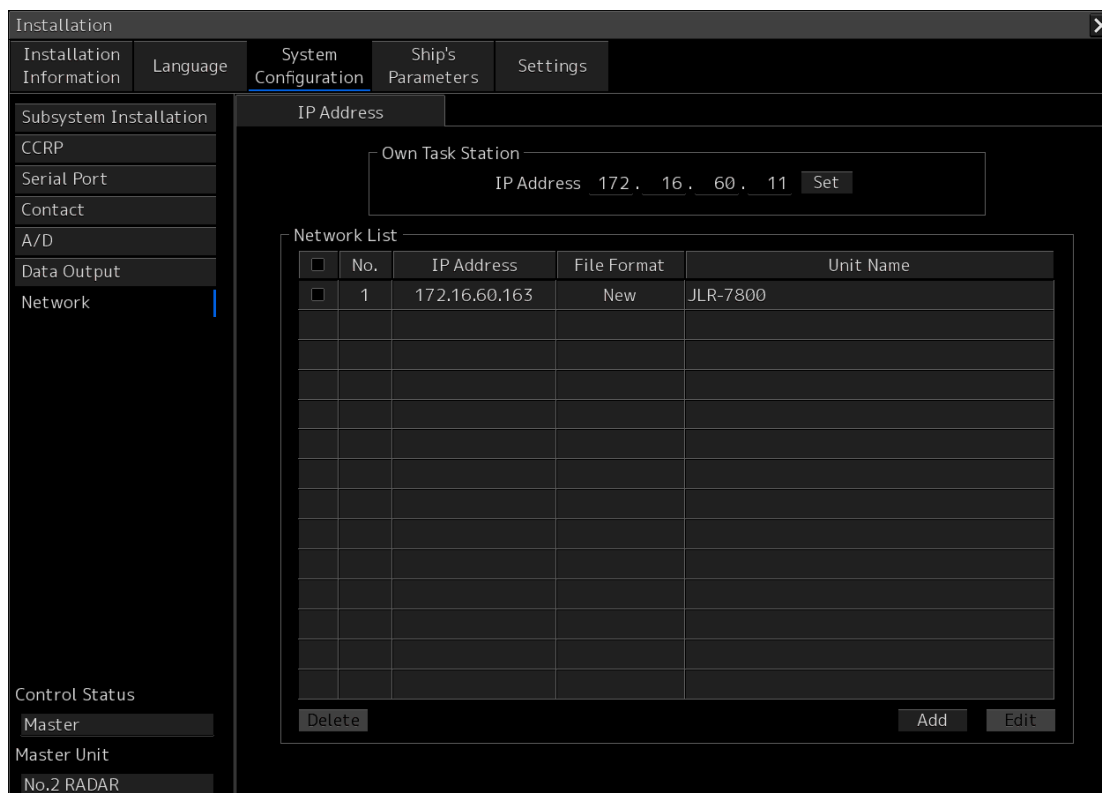 Installation
Installation Information
Language
System Configuration
Ship's Parameters
Settings
Subsystem Installation
CCRP
Serial Port
Contact
A/D
Data Output
Network
IP Address
Own Task Station
IP Address 172. 16. 60. 11 Set
Network List
No. IP Address File Format Unit Name
1 172.16.60.163 New JLR-7800
Delete Add Edit
Control Status
Master
Master Unit
No.2 RADAR